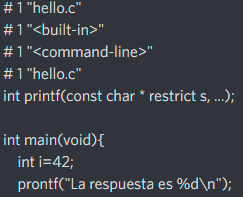 # 1 "hello.c"
# 1 "<built-in>"
# 1 "<command-line>"
# 1 "hello.c"
int printf(const char * restrict s, ...);

int main(void){
    int i=42;
    prontf("La respuesta es %d\n");